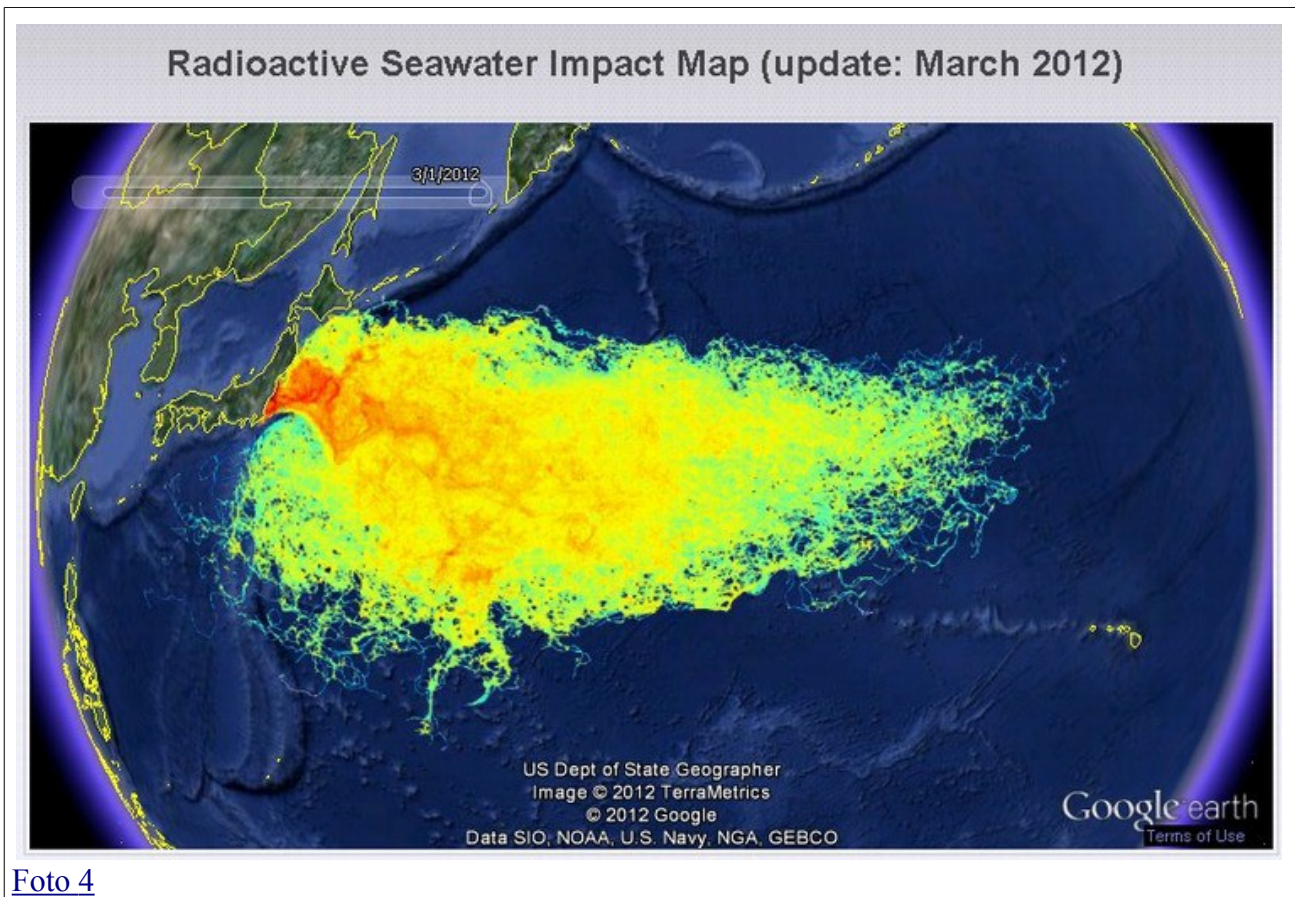 Radioactive Seawater Impact Map (update: March 2012)
3/1/2012
US Dept of State Geographer
Image © 2012 TerraMetrics
© 2012 Google
Data SIO, NOAA, U.S. Navy, NGA, GEBCO
Google earth
Terms of Use
Foto 4